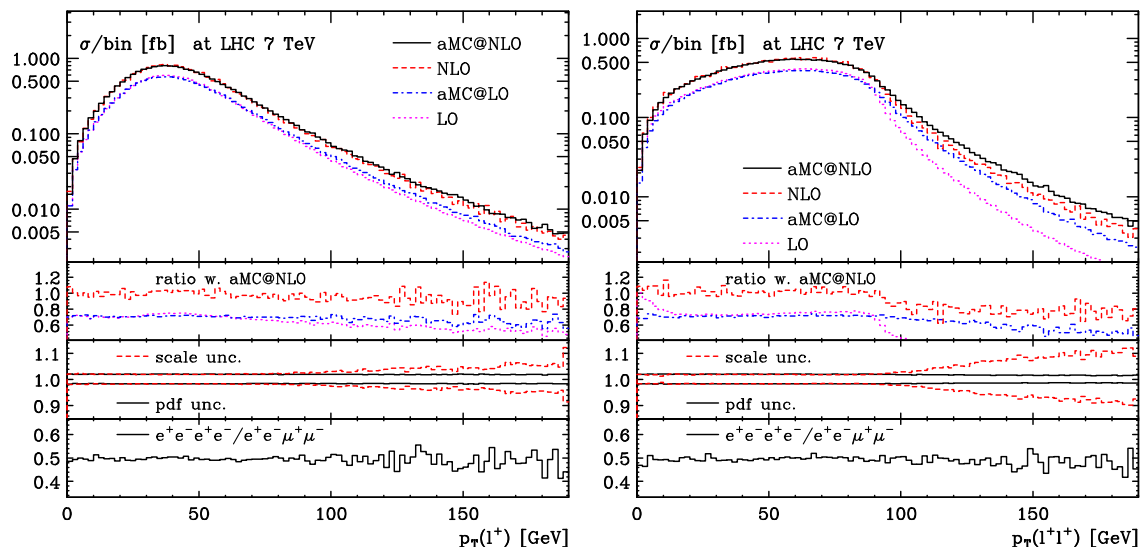 σ/bin [fb] at LHC 7 TeV
aMC@NLO
NLO
aMC@LO
LO
1.000
0.500
0.100
0.050
0.010
0.005
ratio w. aMC@NLO
1.2
1.0
0.8
0.6
scale unc.
1.1
1.0
0.9
pdf unc.
e⁺e⁻e⁺e⁻/e⁺e⁻μ⁺μ⁻
0.6
0.5
0.4
0 50 100 150
p_T(l⁺) [GeV]
σ/bin [fb] at LHC 7 TeV
1.000
0.500
0.100
0.050
0.010
0.005
aMC@NLO
NLO
aMC@LO
LO
ratio w. aMC@NLO
1.2
1.0
0.8
0.6
scale unc.
1.1
1.0
0.9
pdf unc.
e⁺e⁻e⁺e⁻/e⁺e⁻μ⁺μ⁻
0.6
0.5
0.4
0 50 100 150
p_T(l⁺l⁺) [GeV]